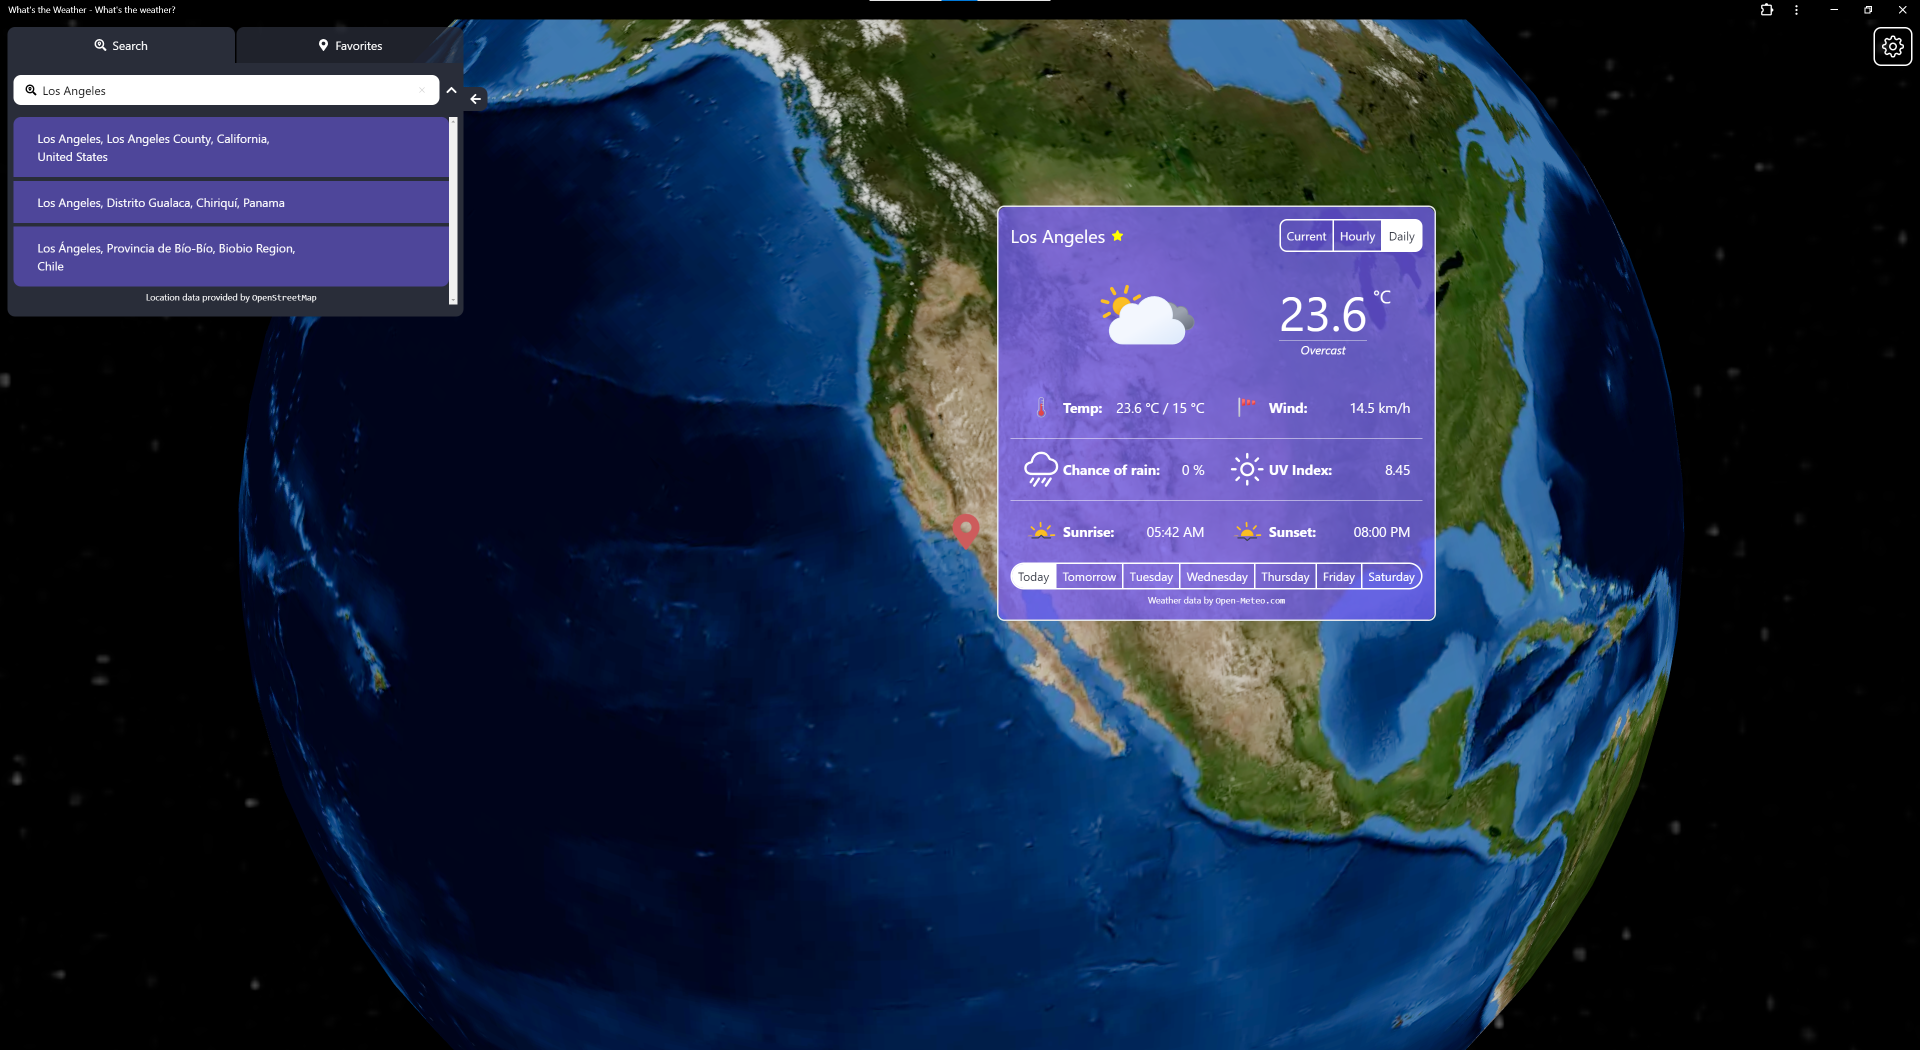 What's the Weather - What's the weather?
Search
Favorites
Los Angeles
Los Angeles, Los Angeles County, California,
United States
Los Angeles, Distrito Gualaca, Chiriquí, Panama
Los Ángeles, Provincia de Bío-Bío, Biobio Region,
Chile
Location data provided by OpenStreetMap
Los Angeles
Current Hourly Daily
23.6 °C
Overcast
Temp: 23.6 °C / 15 °C Wind: 14.5 km/h
Chance of rain: 0 % UV Index: 8.45
Sunrise: 05:42 AM Sunset: 08:00 PM
Today Tomorrow Tuesday Wednesday Thursday Friday Saturday
Weather data by Open-Meteo.com